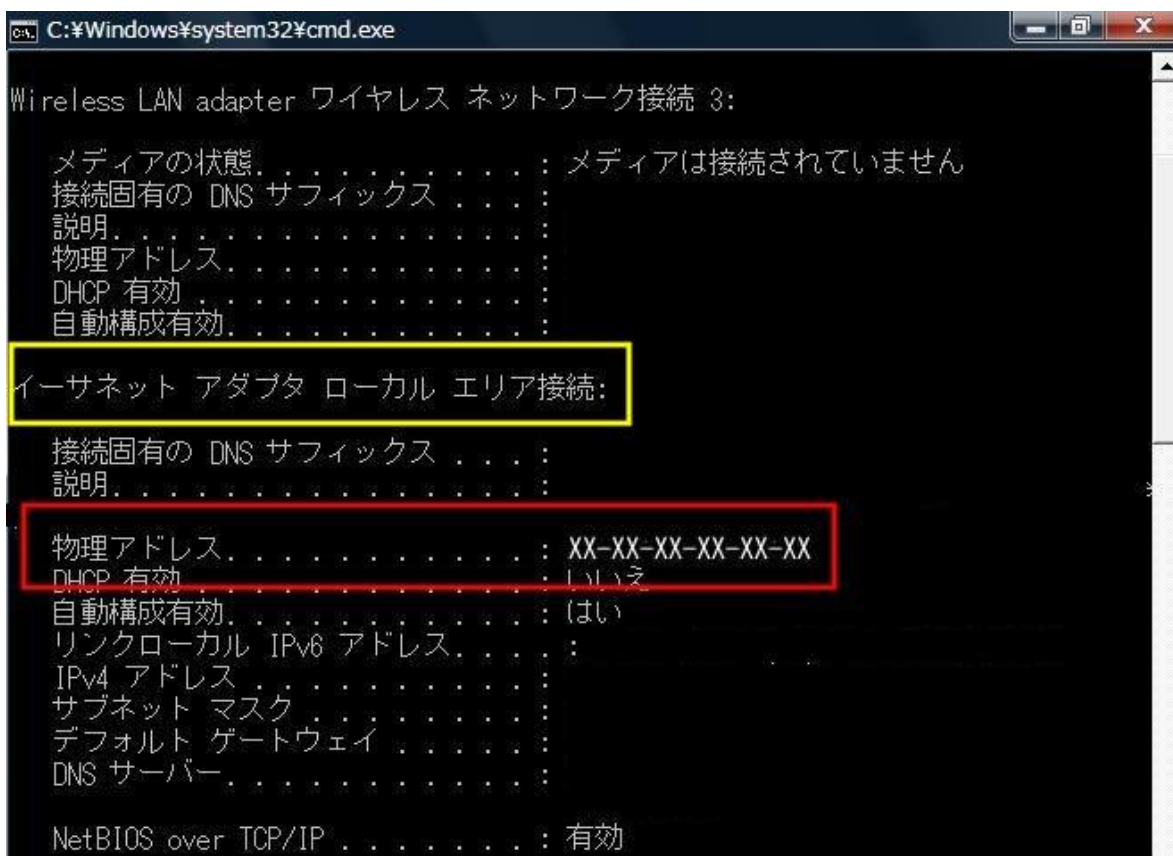 C:¥Windows¥system32¥cmd.exe
Wireless LAN adapter ワイヤレス ネットワーク接続 3:
メディアの状態. . . . . . . . . . . . : メディアは接続されていません
接続固有の DNS サフィックス . . . :
説明. . . . . . . . . . . . . . . . . :
物理アドレス. . . . . . . . . . . . . :
DHCP 有効 . . . . . . . . . . . . . . :
自動構成有効. . . . . . . . . . . . . :
イーサネット アダプタ ローカル エリア接続:
接続固有の DNS サフィックス . . . :
説明. . . . . . . . . . . . . . . . . :
物理アドレス. . . . . . . . . . . . . : XX-XX-XX-XX-XX-XX
DHCP 有効 . . . . . . . . . . . . . . : いいえ
自動構成有効. . . . . . . . . . . . . : はい
リンクローカル IPv6 アドレス. . . . :
IPv4 アドレス . . . . . . . . . . . . :
サブネット マスク . . . . . . . . . . :
デフォルト ゲートウェイ . . . . . . :
DNS サーバー. . . . . . . . . . . . . :
NetBIOS over TCP/IP . . . . . . . . : 有効